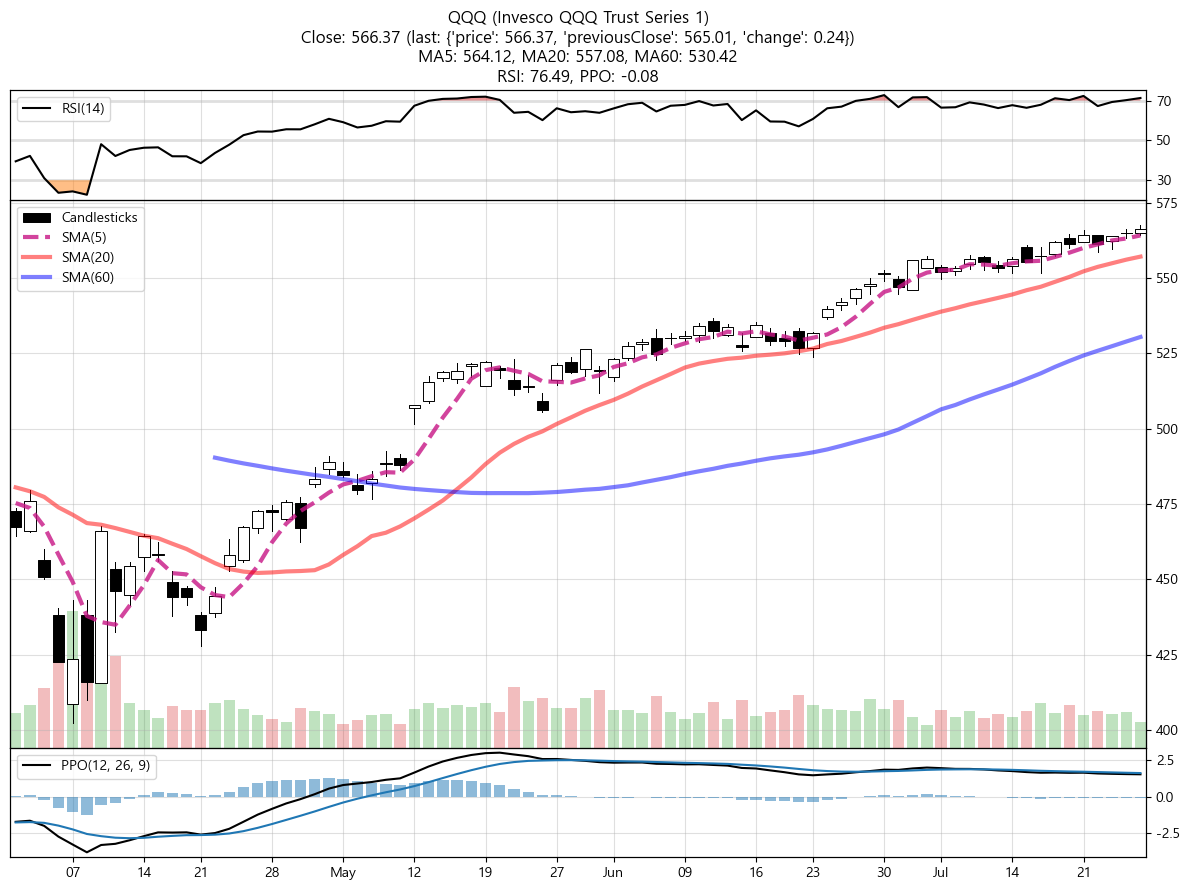 QQQ (Invesco QQQ Trust Series 1)
Close: 566.37 (last: {'price': 566.37, 'previousClose': 565.01, 'change': 0.24})
MA5: 564.12, MA20: 557.08, MA60: 530.42
RSI: 76.49, PPO: -0.08
RSI(14)
70
50
30
Candlesticks
SMA(5)
SMA(20)
SMA(60)
575
550
525
500
475
450
425
400
PPO(12, 26, 9)
2.5
0.0
-2.5
07 14 21 28 May 12 19 27 Jun 09 16 23 30 Jul 14 21